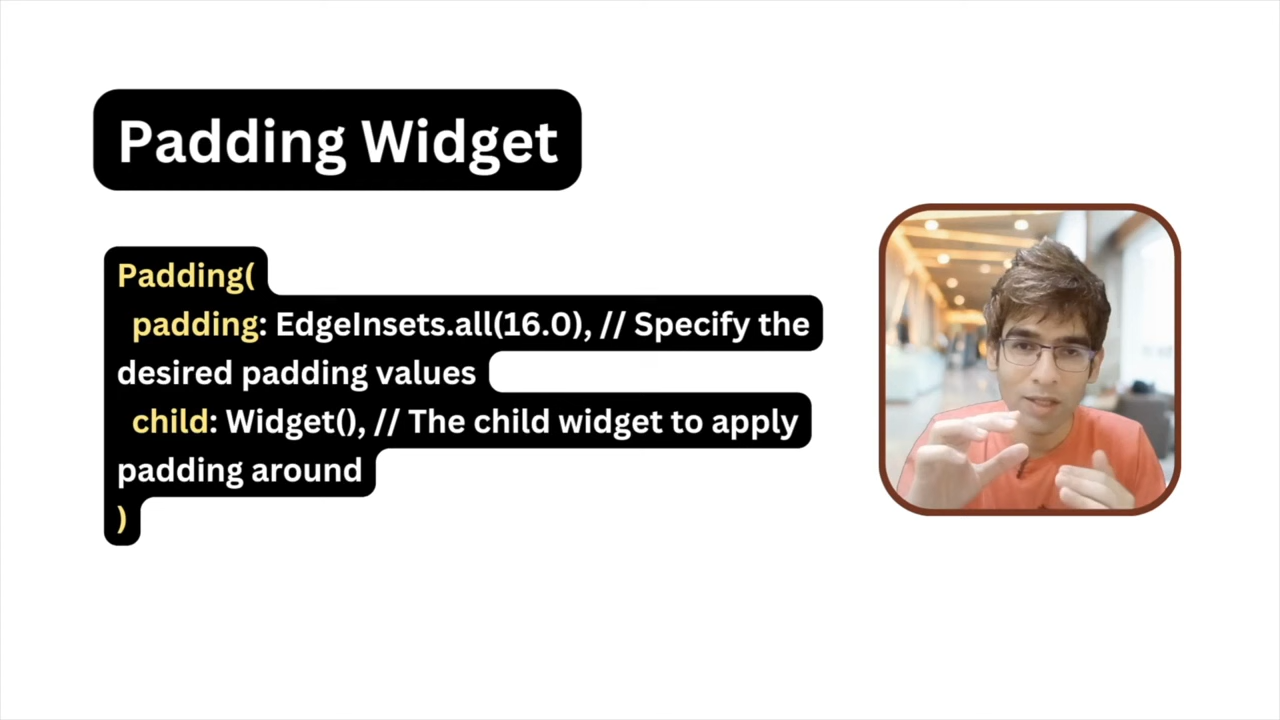 Padding Widget
Padding(
padding: EdgeInsets.all(16.0), // Specify the
desired padding values
child: Widget(), // The child widget to apply
padding around
)